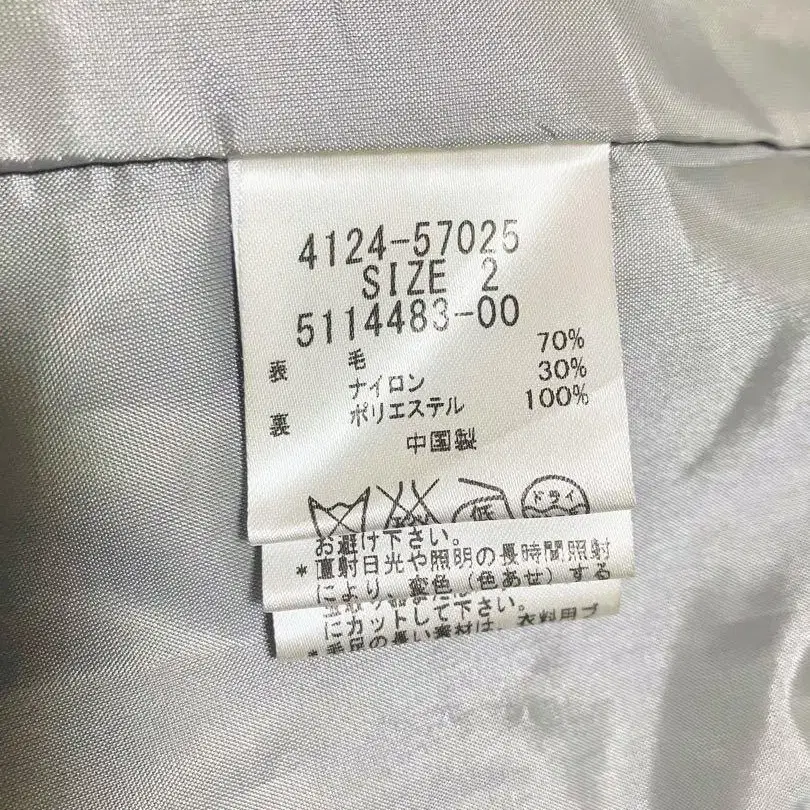 4124-57025
SIZE 2
5114483-00
表 毛 70%
ナイロン 30%
裏 ポリエステル 100%
中国製
低 ドライ
お避け下さい。
*直射日光や照明の長時間照射
により、変色（色あせ）する
にカットして下さい。
*毛足の長い素材は、衣料用ブ